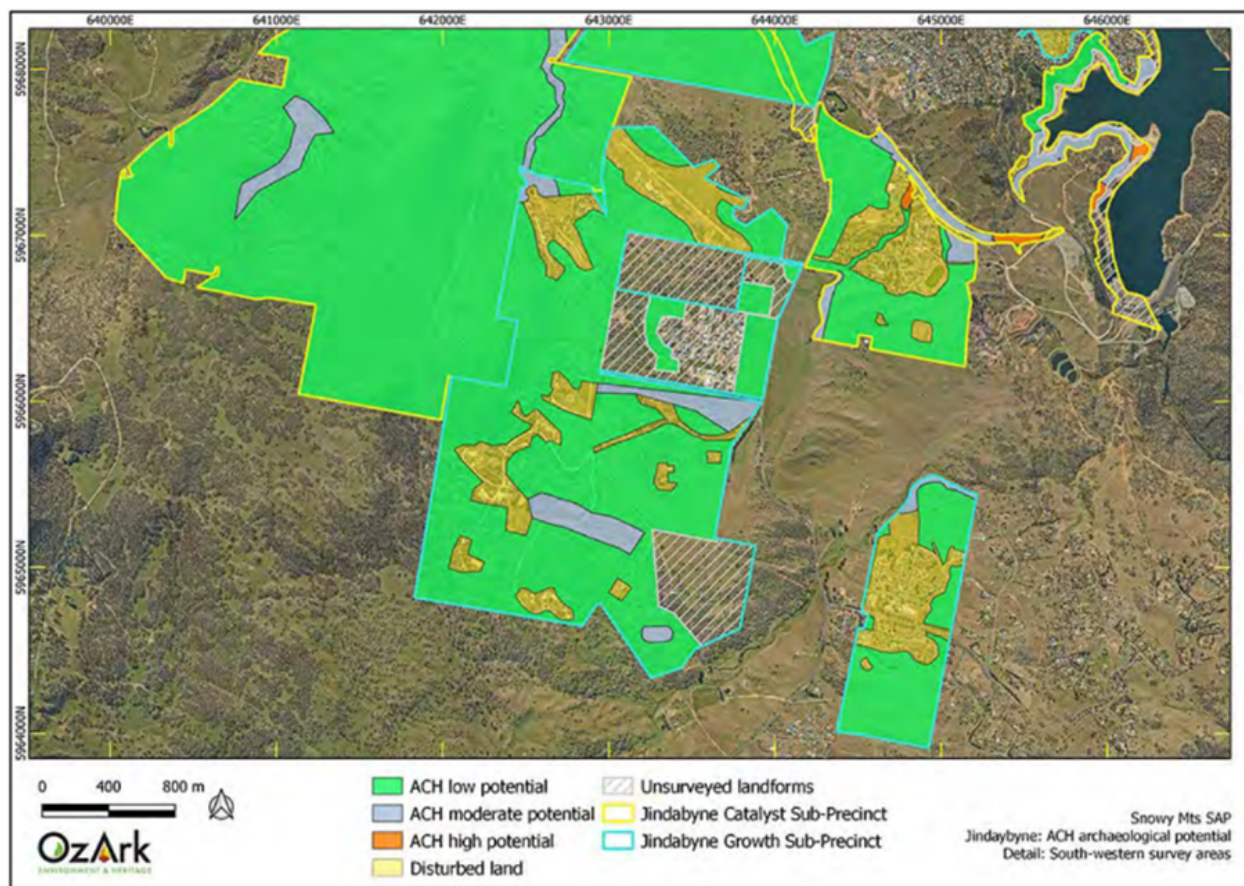 640000E 641000E 642000E 643000E 644000E 645000E 646000E
5968000N
5967000N
5966000N
5965000N
5964000N
0 400 800 m
OzArk
ENVIRONMENT & HERITAGE
ACH low potential
ACH moderate potential
ACH high potential
Disturbed land
Unsurveyed landforms
Jindabyne Catalyst Sub-Precinct
Jindabyne Growth Sub-Precinct
Snowy Mts SAP
Jindaybyne: ACH archaeological potential
Detail: South-western survey areas